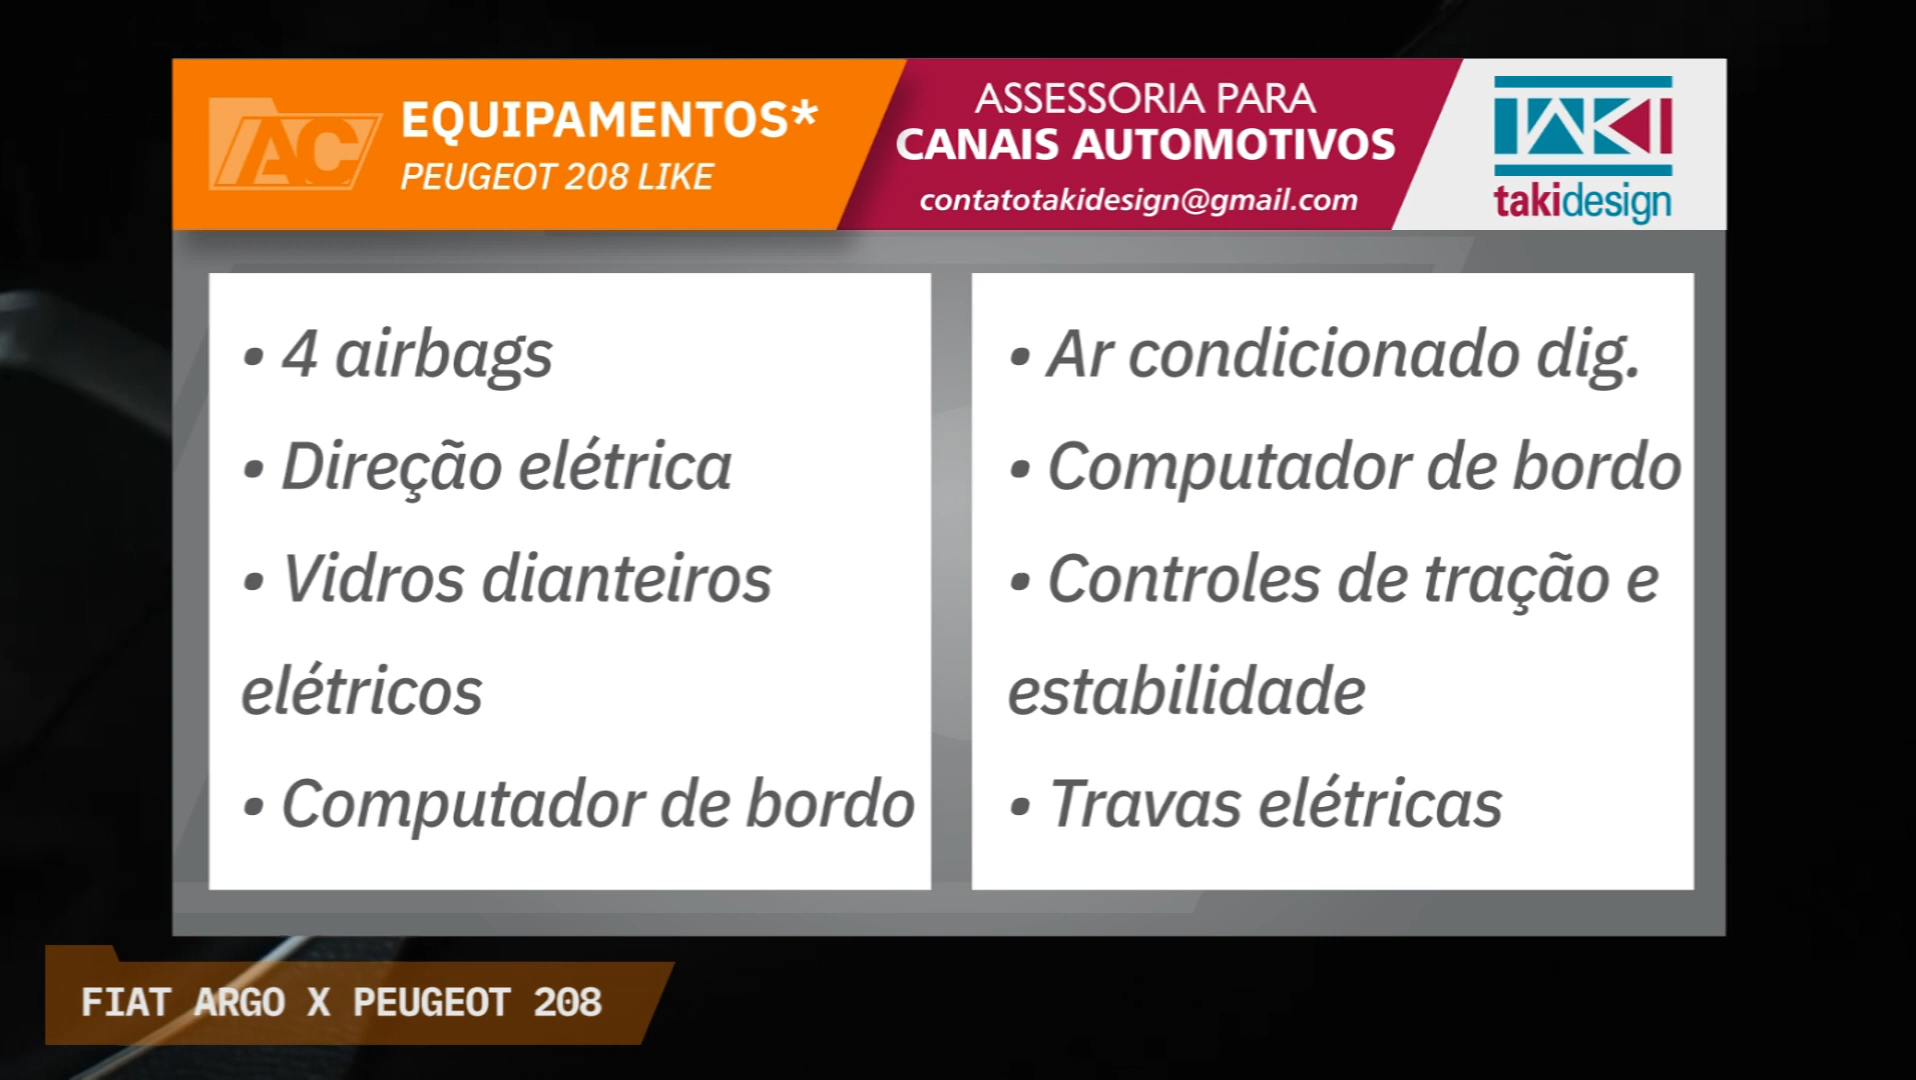 AC
EQUIPAMENTOS*
PEUGEOT 208 LIKE
ASSESSORIA PARA
CANAIS AUTOMOTIVOS
contatotakidesign@gmail.com
TAKI
takidesign
• 4 airbags
• Direção elétrica
• Vidros dianteiros
elétricos
• Computador de bordo
• Ar condicionado dig.
• Computador de bordo
• Controles de tração e
estabilidade
• Travas elétricas
FIAT ARGO X PEUGEOT 208